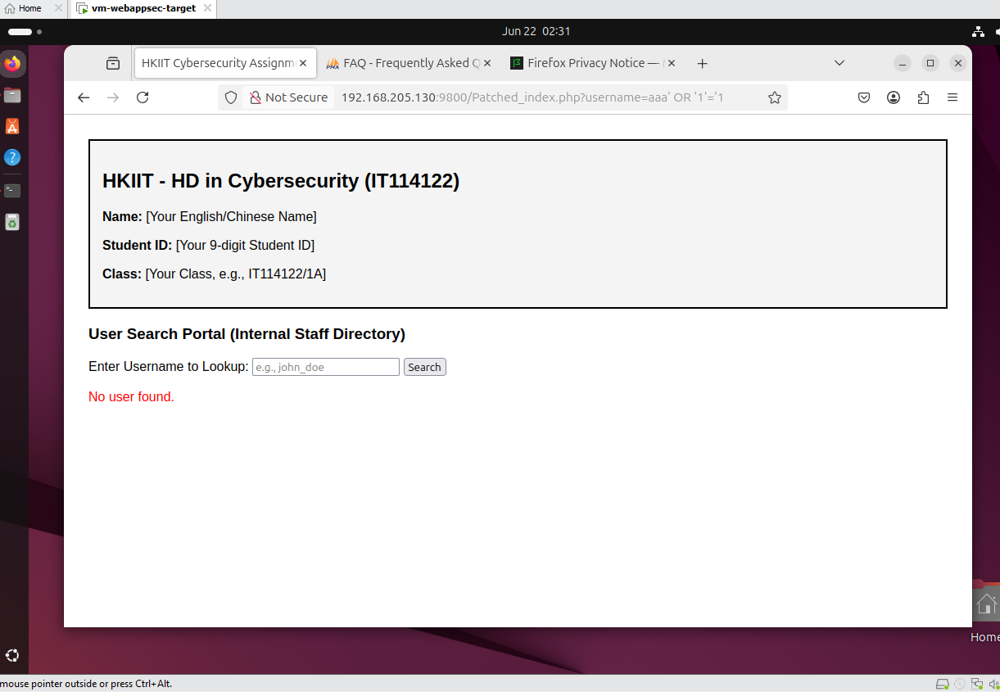 Home
vm-webappsec-target
Jun 22 02:31
HKIIT Cybersecurity Assignm
PMA FAQ - Frequently Asked Q
Firefox Privacy Notice —
Not Secure
192.168.205.130:9800/Patched_index.php?username=aaa' OR '1'='1
HKIIT - HD in Cybersecurity (IT114122)
Name: [Your English/Chinese Name]
Student ID: [Your 9-digit Student ID]
Class: [Your Class, e.g., IT114122/1A]
User Search Portal (Internal Staff Directory)
Enter Username to Lookup: e.g., john_doe Search
No user found.
Home
mouse pointer outside or press Ctrl+Alt.